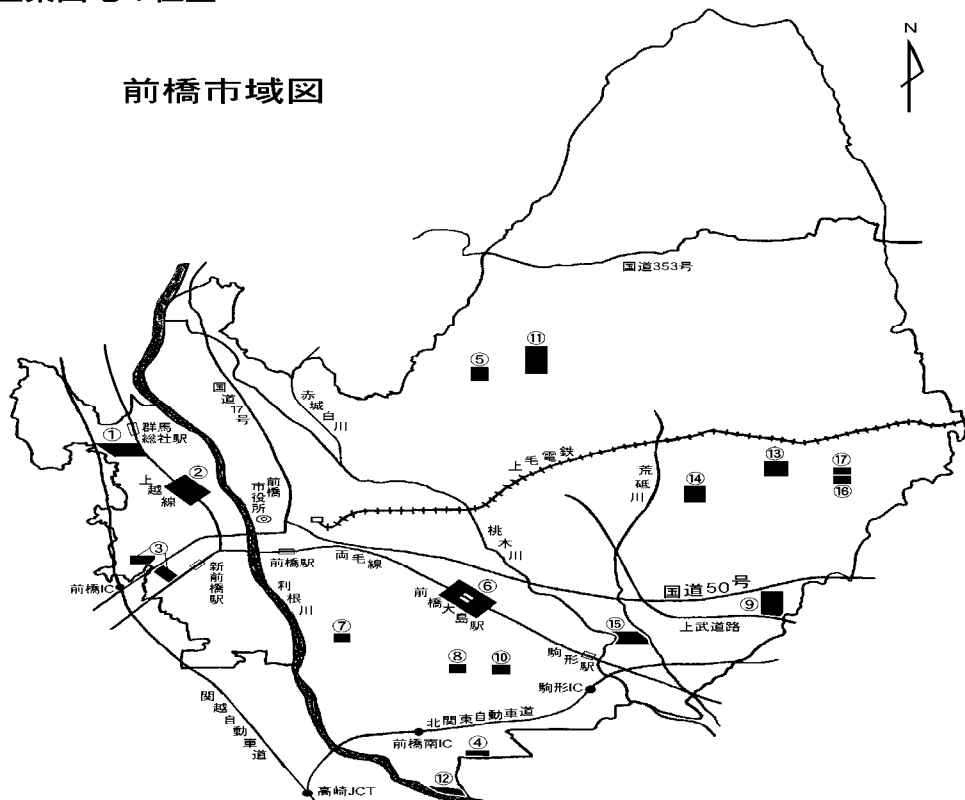 前橋市域図
N
国道353号
⑪
⑤
赤城白川
国道17号
群馬
総社駅
①
②
上越線
前橋
市役所
上毛電鉄
荒砥川
⑬
⑰
⑯
⑭
桃木川
③
新前橋駅
前橋IC
前橋駅
両毛線
利根川
⑥
前橋大島駅
国道50号
⑨
上武道路
⑮
⑦
⑧
⑩
駒形駅
駒形IC
関越自動車道
北関東自動車道
前橋南IC
④
⑫
高崎JCT